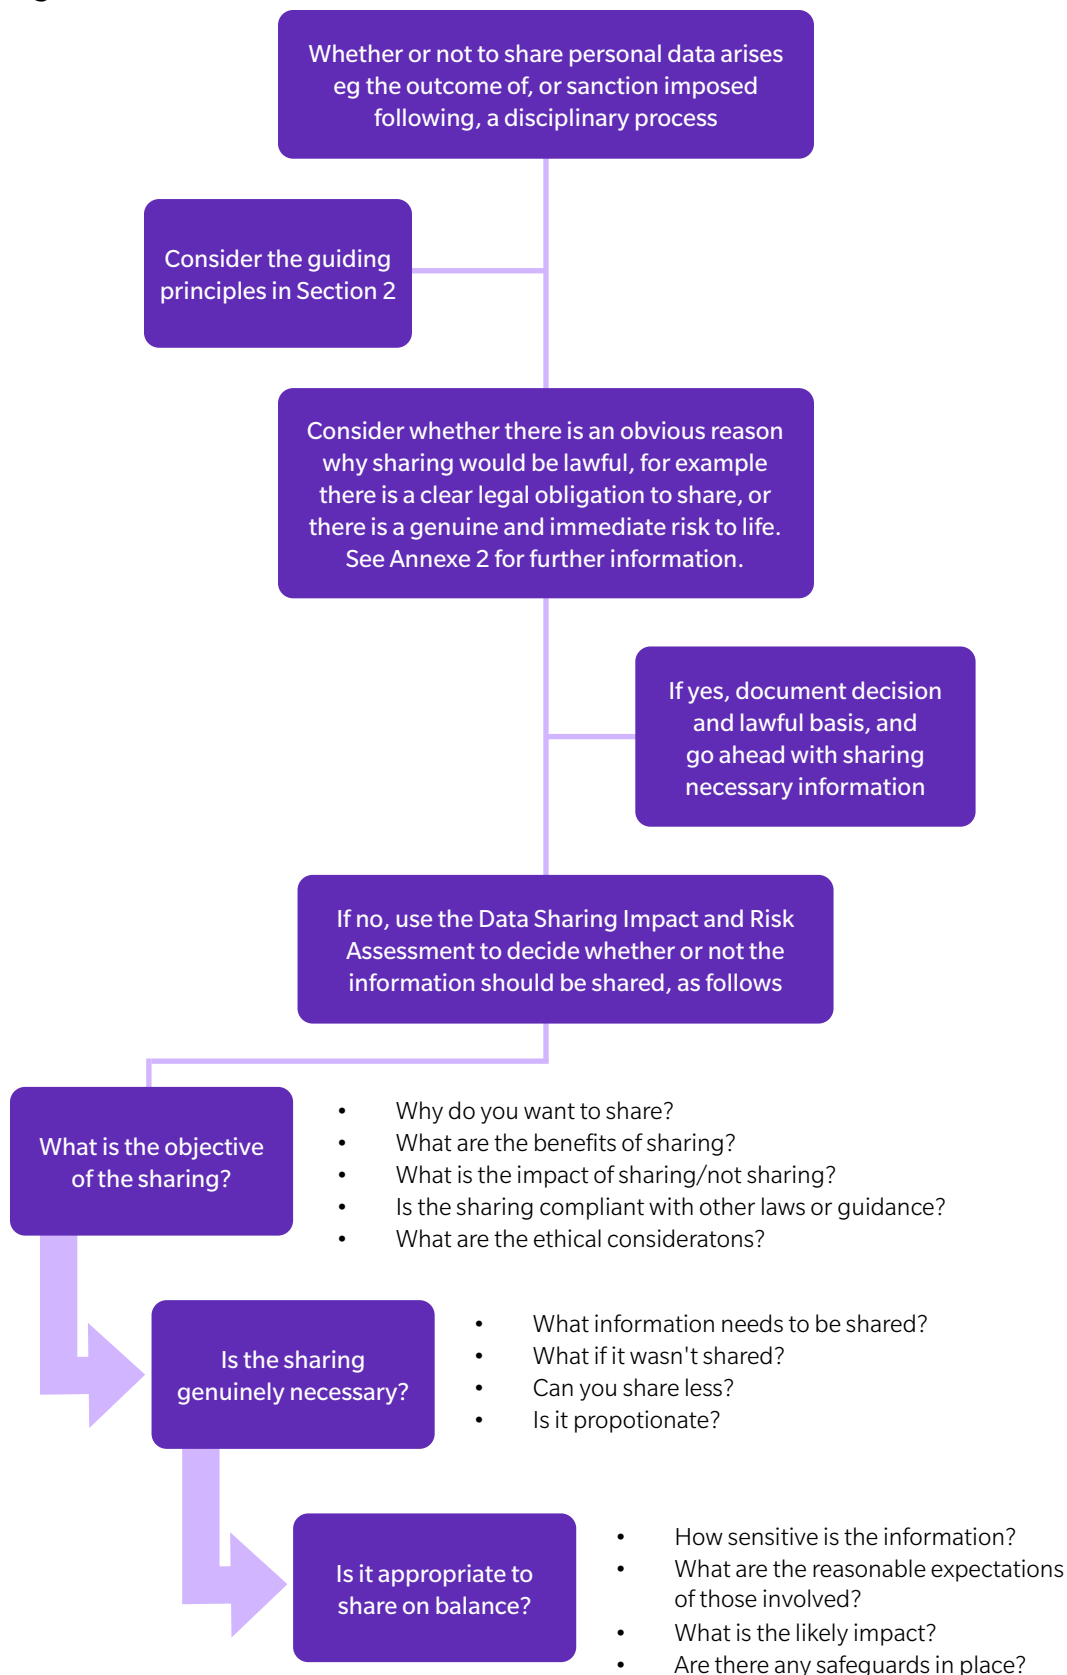 Whether or not to share personal data arises
eg the outcome of, or sanction imposed
following, a disciplinary process
Consider the guiding
principles in Section 2
Consider whether there is an obvious reason
why sharing would be lawful, for example
there is a clear legal obligation to share, or
there is a genuine and immediate risk to life.
See Annexe 2 for further information.
If yes, document decision
and lawful basis, and
go ahead with sharing
necessary information
If no, use the Data Sharing Impact and Risk
Assessment to decide whether or not the
information should be shared, as follows
What is the objective
of the sharing?
• Why do you want to share?
• What are the benefits of sharing?
• What is the impact of sharing/not sharing?
• Is the sharing compliant with other laws or guidance?
• What are the ethical consideratons?
Is the sharing
genuinely necessary?
• What information needs to be shared?
• What if it wasn't shared?
• Can you share less?
• Is it propotionate?
Is it appropriate to
share on balance?
• How sensitive is the information?
• What are the reasonable expectations
of those involved?
• What is the likely impact?
• Are there any safeguards in place?